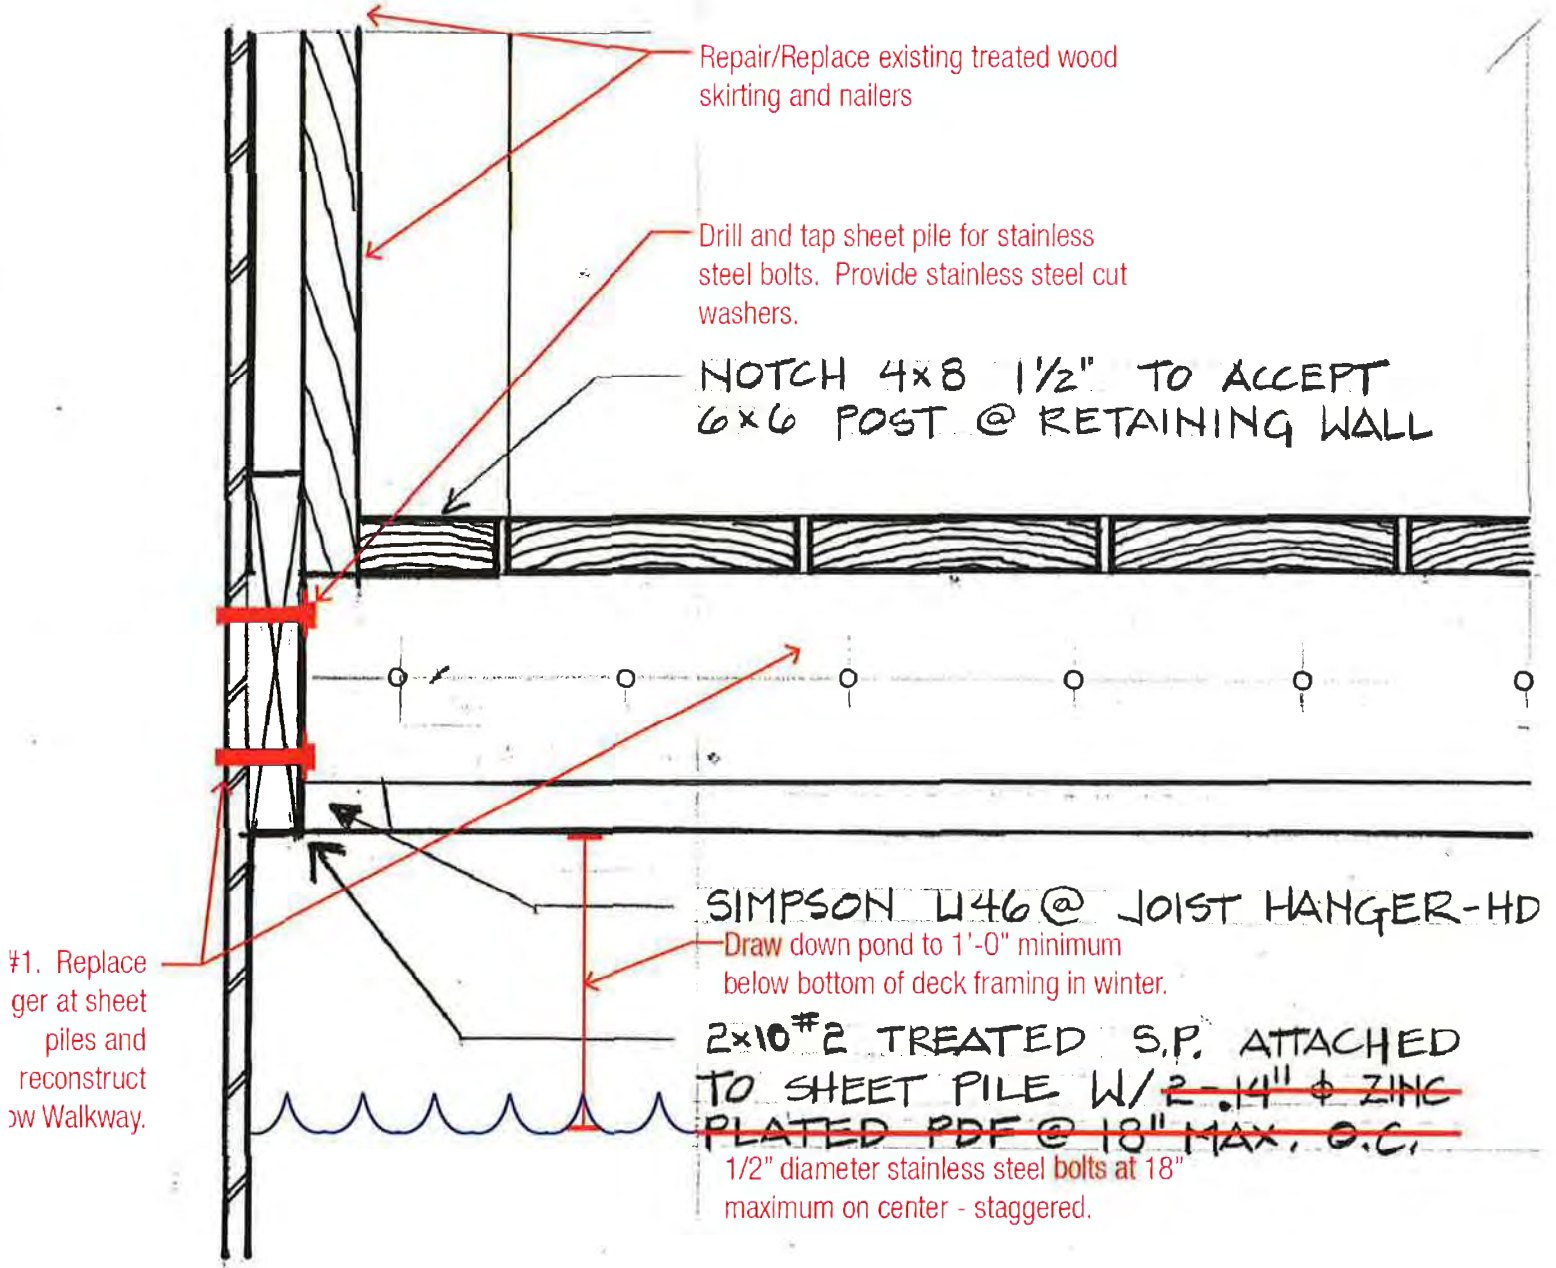 Repair/Replace existing treated wood
skirting and nailers
Drill and tap sheet pile for stainless
steel bolts. Provide stainless steel cut
washers.
NOTCH 4x8 1½" TO ACCEPT
6x6 POST @ RETAINING WALL
SIMPSON U46 @ JOIST HANGER-HD
Draw down pond to 1'-0" minimum
below bottom of deck framing in winter.
2x10 #2 TREATED S.P. ATTACHED
TO SHEET PILE W/ 2-.14" ϕ ZINC
PLATED PDF @ 18" MAX. O.C.
1/2" diameter stainless steel bolts at 18"
maximum on center - staggered.
#1. Replace
ger at sheet
piles and
reconstruct
ow Walkway.